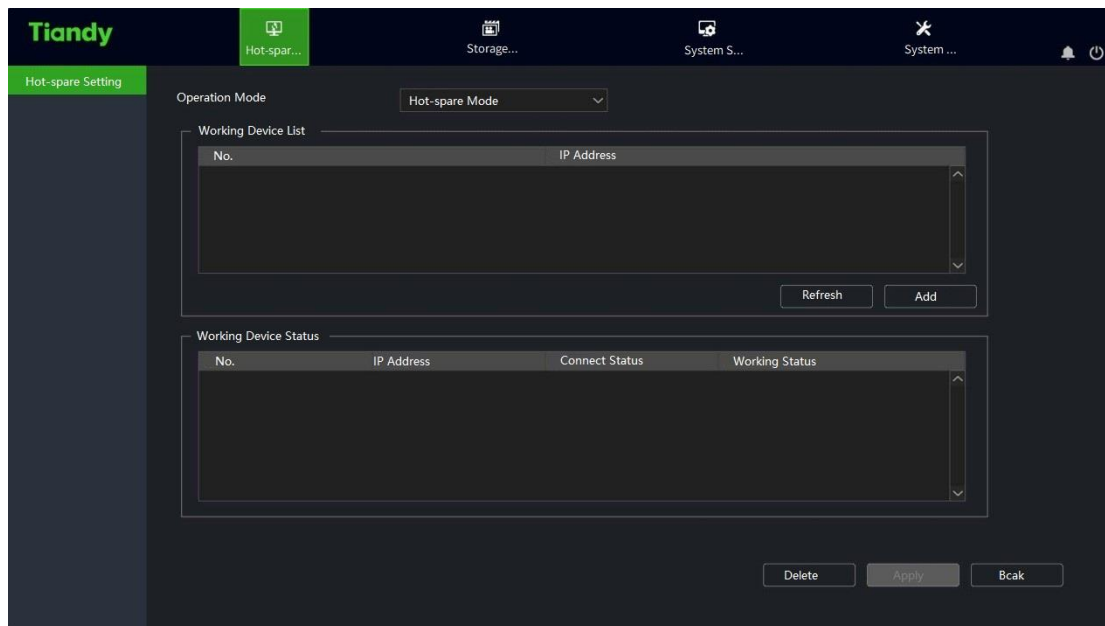 Tiandy
Hot-spar...
Storage...
System S...
System ...
Hot-spare Setting
Operation Mode
Hot-spare Mode
Working Device List
No. IP Address
Refresh Add
Working Device Status
No. IP Address Connect Status Working Status
Delete Apply Bcak